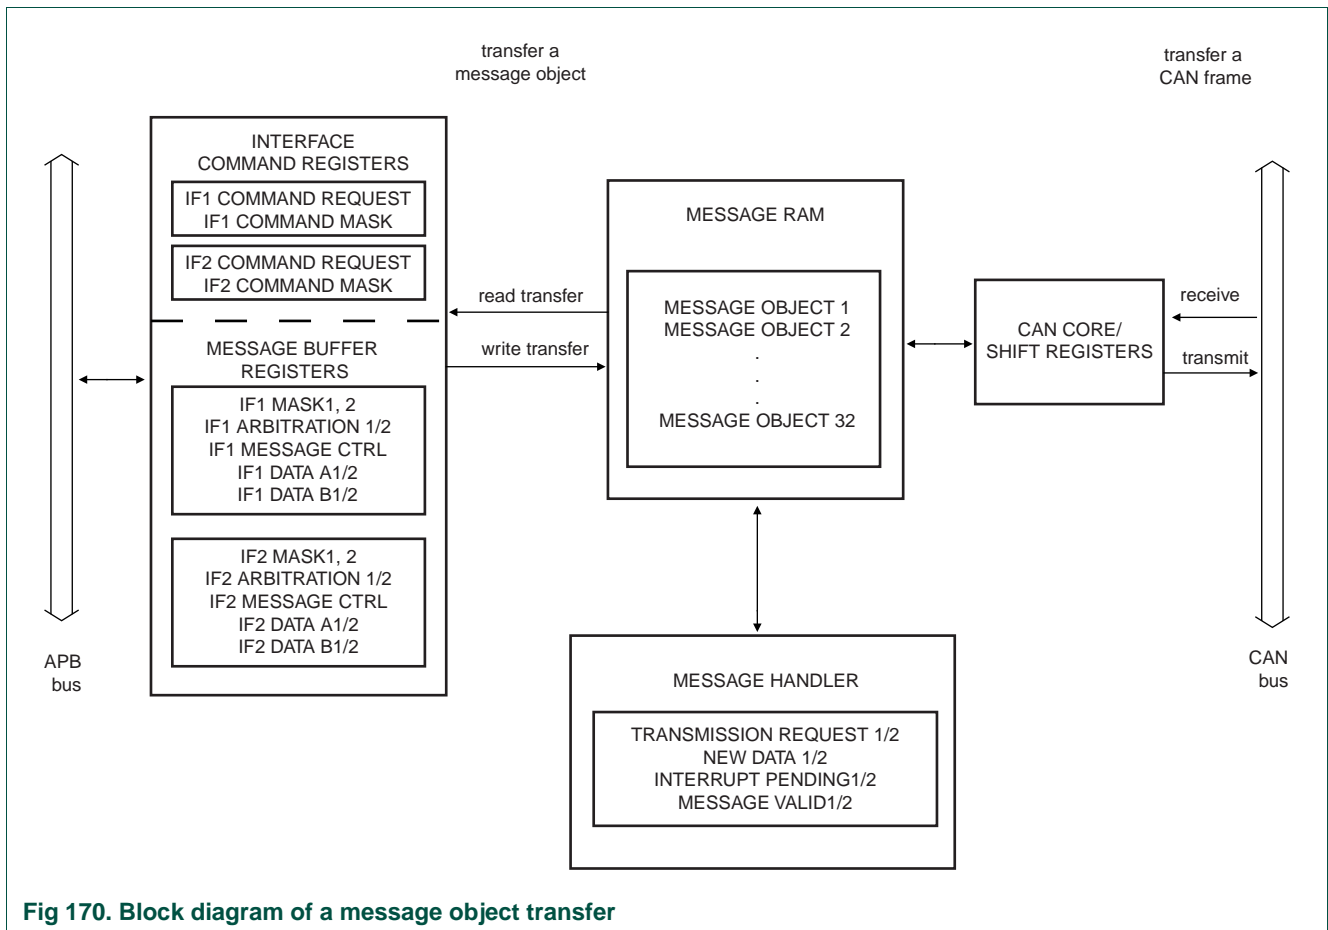 transfer a
message object
transfer a
CAN frame
INTERFACE
COMMAND REGISTERS
IF1 COMMAND REQUEST
IF1 COMMAND MASK
IF2 COMMAND REQUEST
IF2 COMMAND MASK
MESSAGE BUFFER
REGISTERS
IF1 MASK1, 2
IF1 ARBITRATION 1/2
IF1 MESSAGE CTRL
IF1 DATA A1/2
IF1 DATA B1/2
IF2 MASK1, 2
IF2 ARBITRATION 1/2
IF2 MESSAGE CTRL
IF2 DATA A1/2
IF2 DATA B1/2
APB
bus
read transfer
write transfer
MESSAGE RAM
MESSAGE OBJECT 1
MESSAGE OBJECT 2
.
.
.
MESSAGE OBJECT 32
CAN CORE/
SHIFT REGISTERS
receive
transmit
CAN
bus
MESSAGE HANDLER
TRANSMISSION REQUEST 1/2
NEW DATA 1/2
INTERRUPT PENDING1/2
MESSAGE VALID1/2
Fig 170. Block diagram of a message object transfer